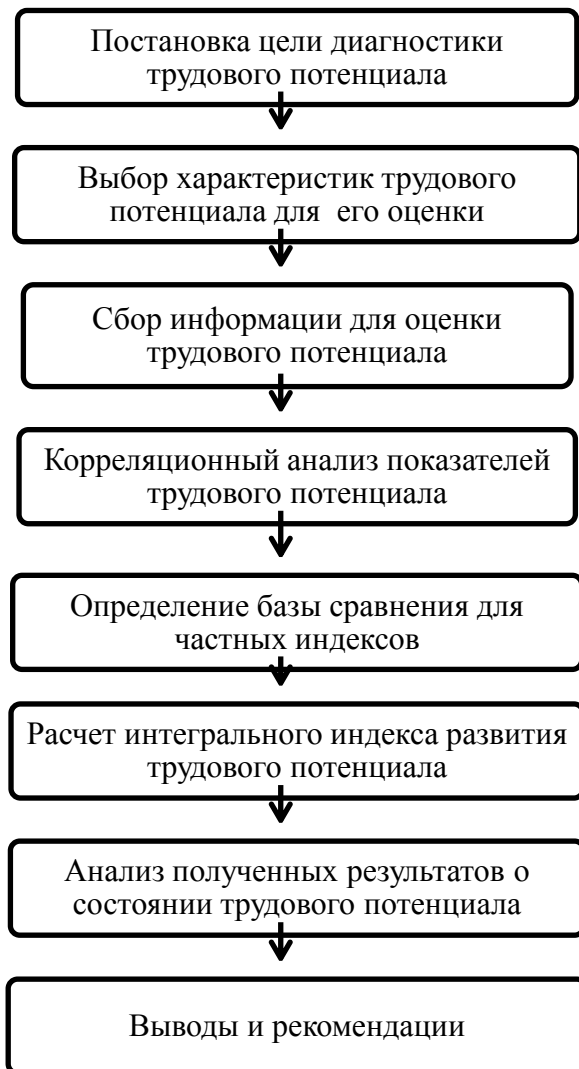 Постановка цели диагностики
трудового потенциала
Выбор характеристик трудового
потенциала для его оценки
Сбор информации для оценки
трудового потенциала
Корреляционный анализ показателей
трудового потенциала
Определение базы сравнения для
частных индексов
Расчет интегрального индекса развития
трудового потенциала
Анализ полученных результатов о
состоянии трудового потенциала
Выводы и рекомендации